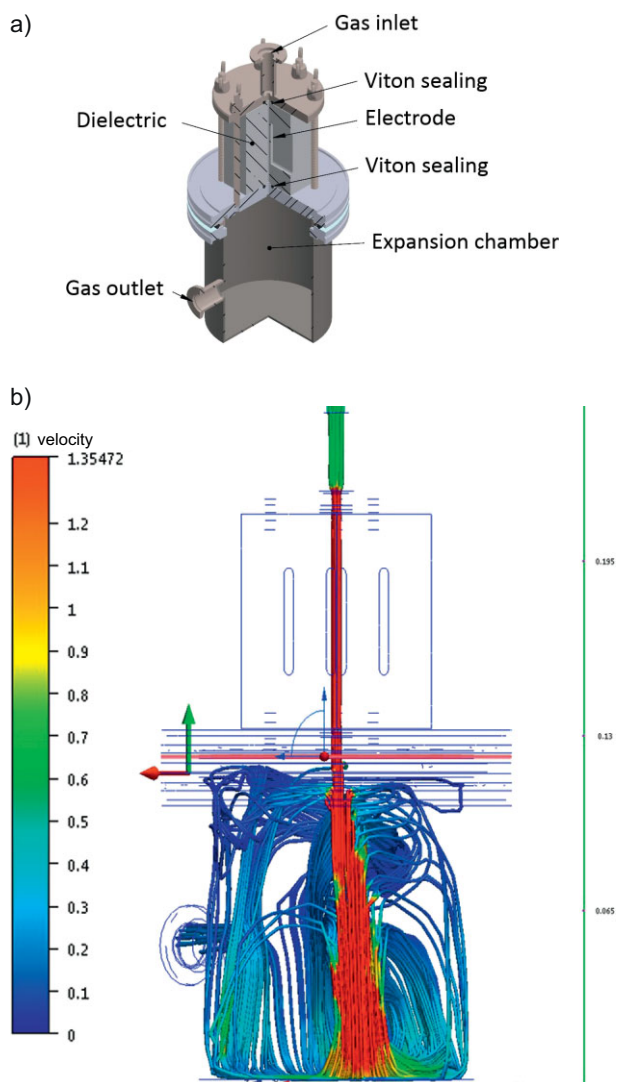 a)
Gas inlet
Viton sealing
Dielectric
Electrode
Viton sealing
Expansion chamber
Gas outlet
b)
(1) velocity
1.35472
1.2
1.1
1
0.9
0.8
0.7
0.6
0.5
0.4
0.3
0.2
0.1
0
0.195
0.13
0.065